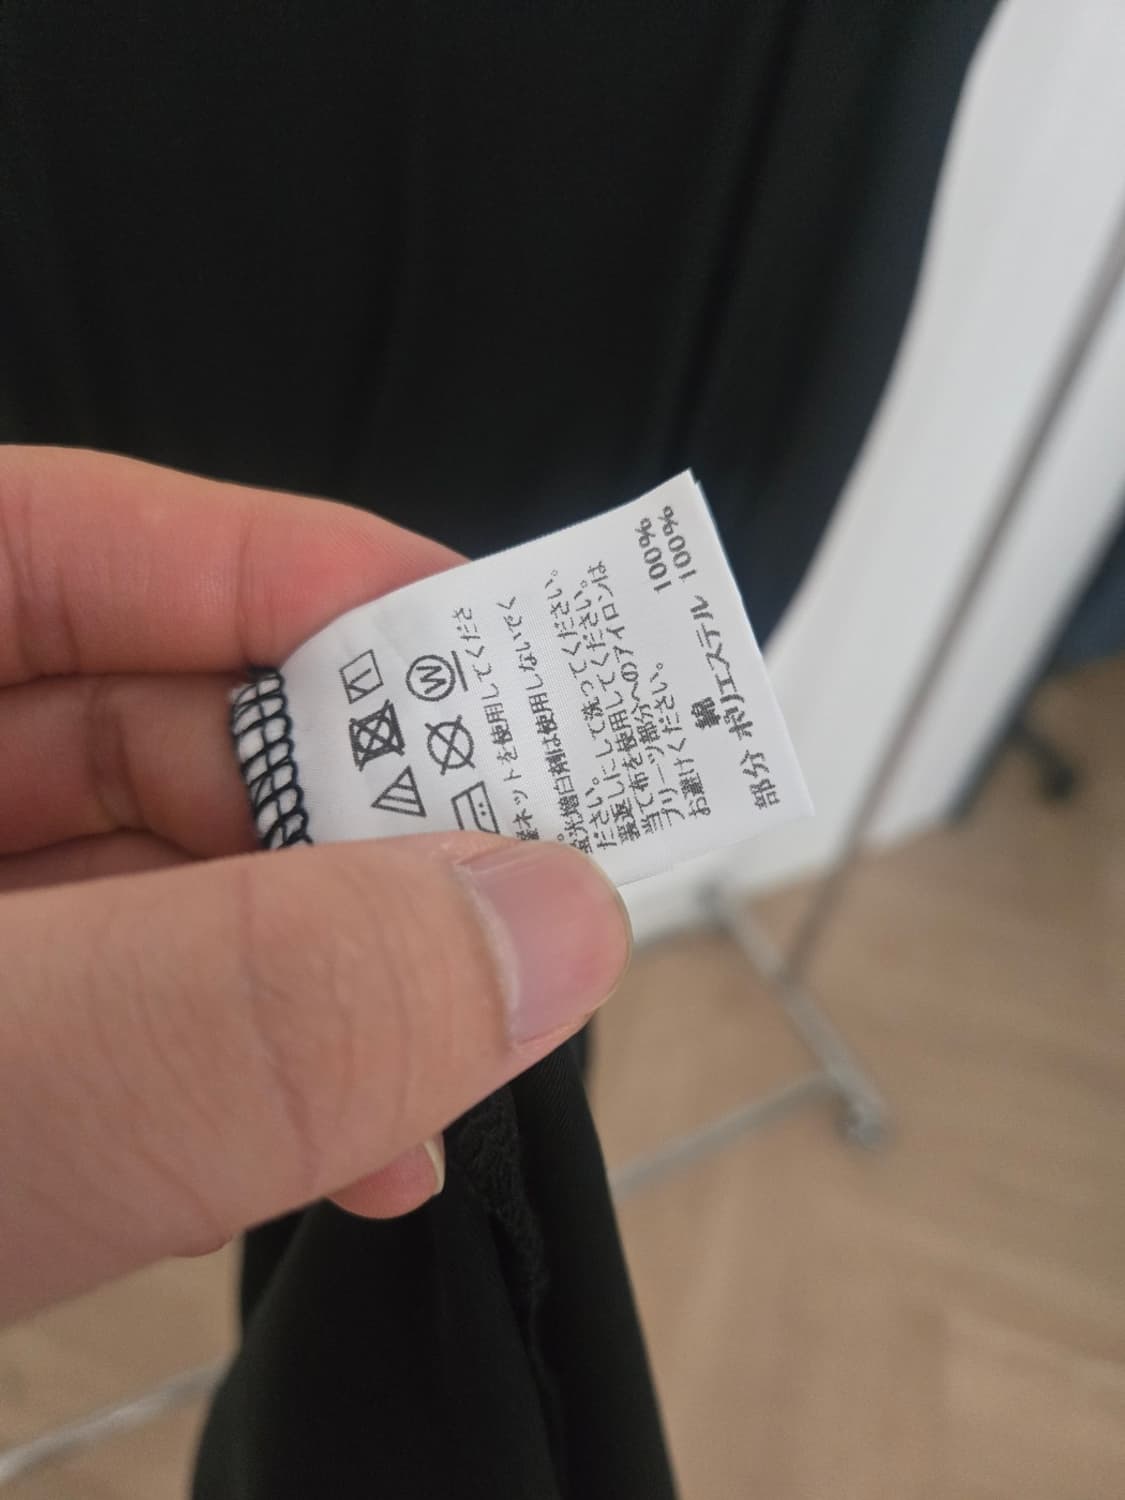 W
濯ネットを使用してくださ
い。
蛍光増白剤は使用しないでく
ださい。
裏返しにして洗ってください。
当て布を使用してください。
プリーツ部分へのアイロンは
お避けください。
綿 100%
部分 ポリエステル 100%